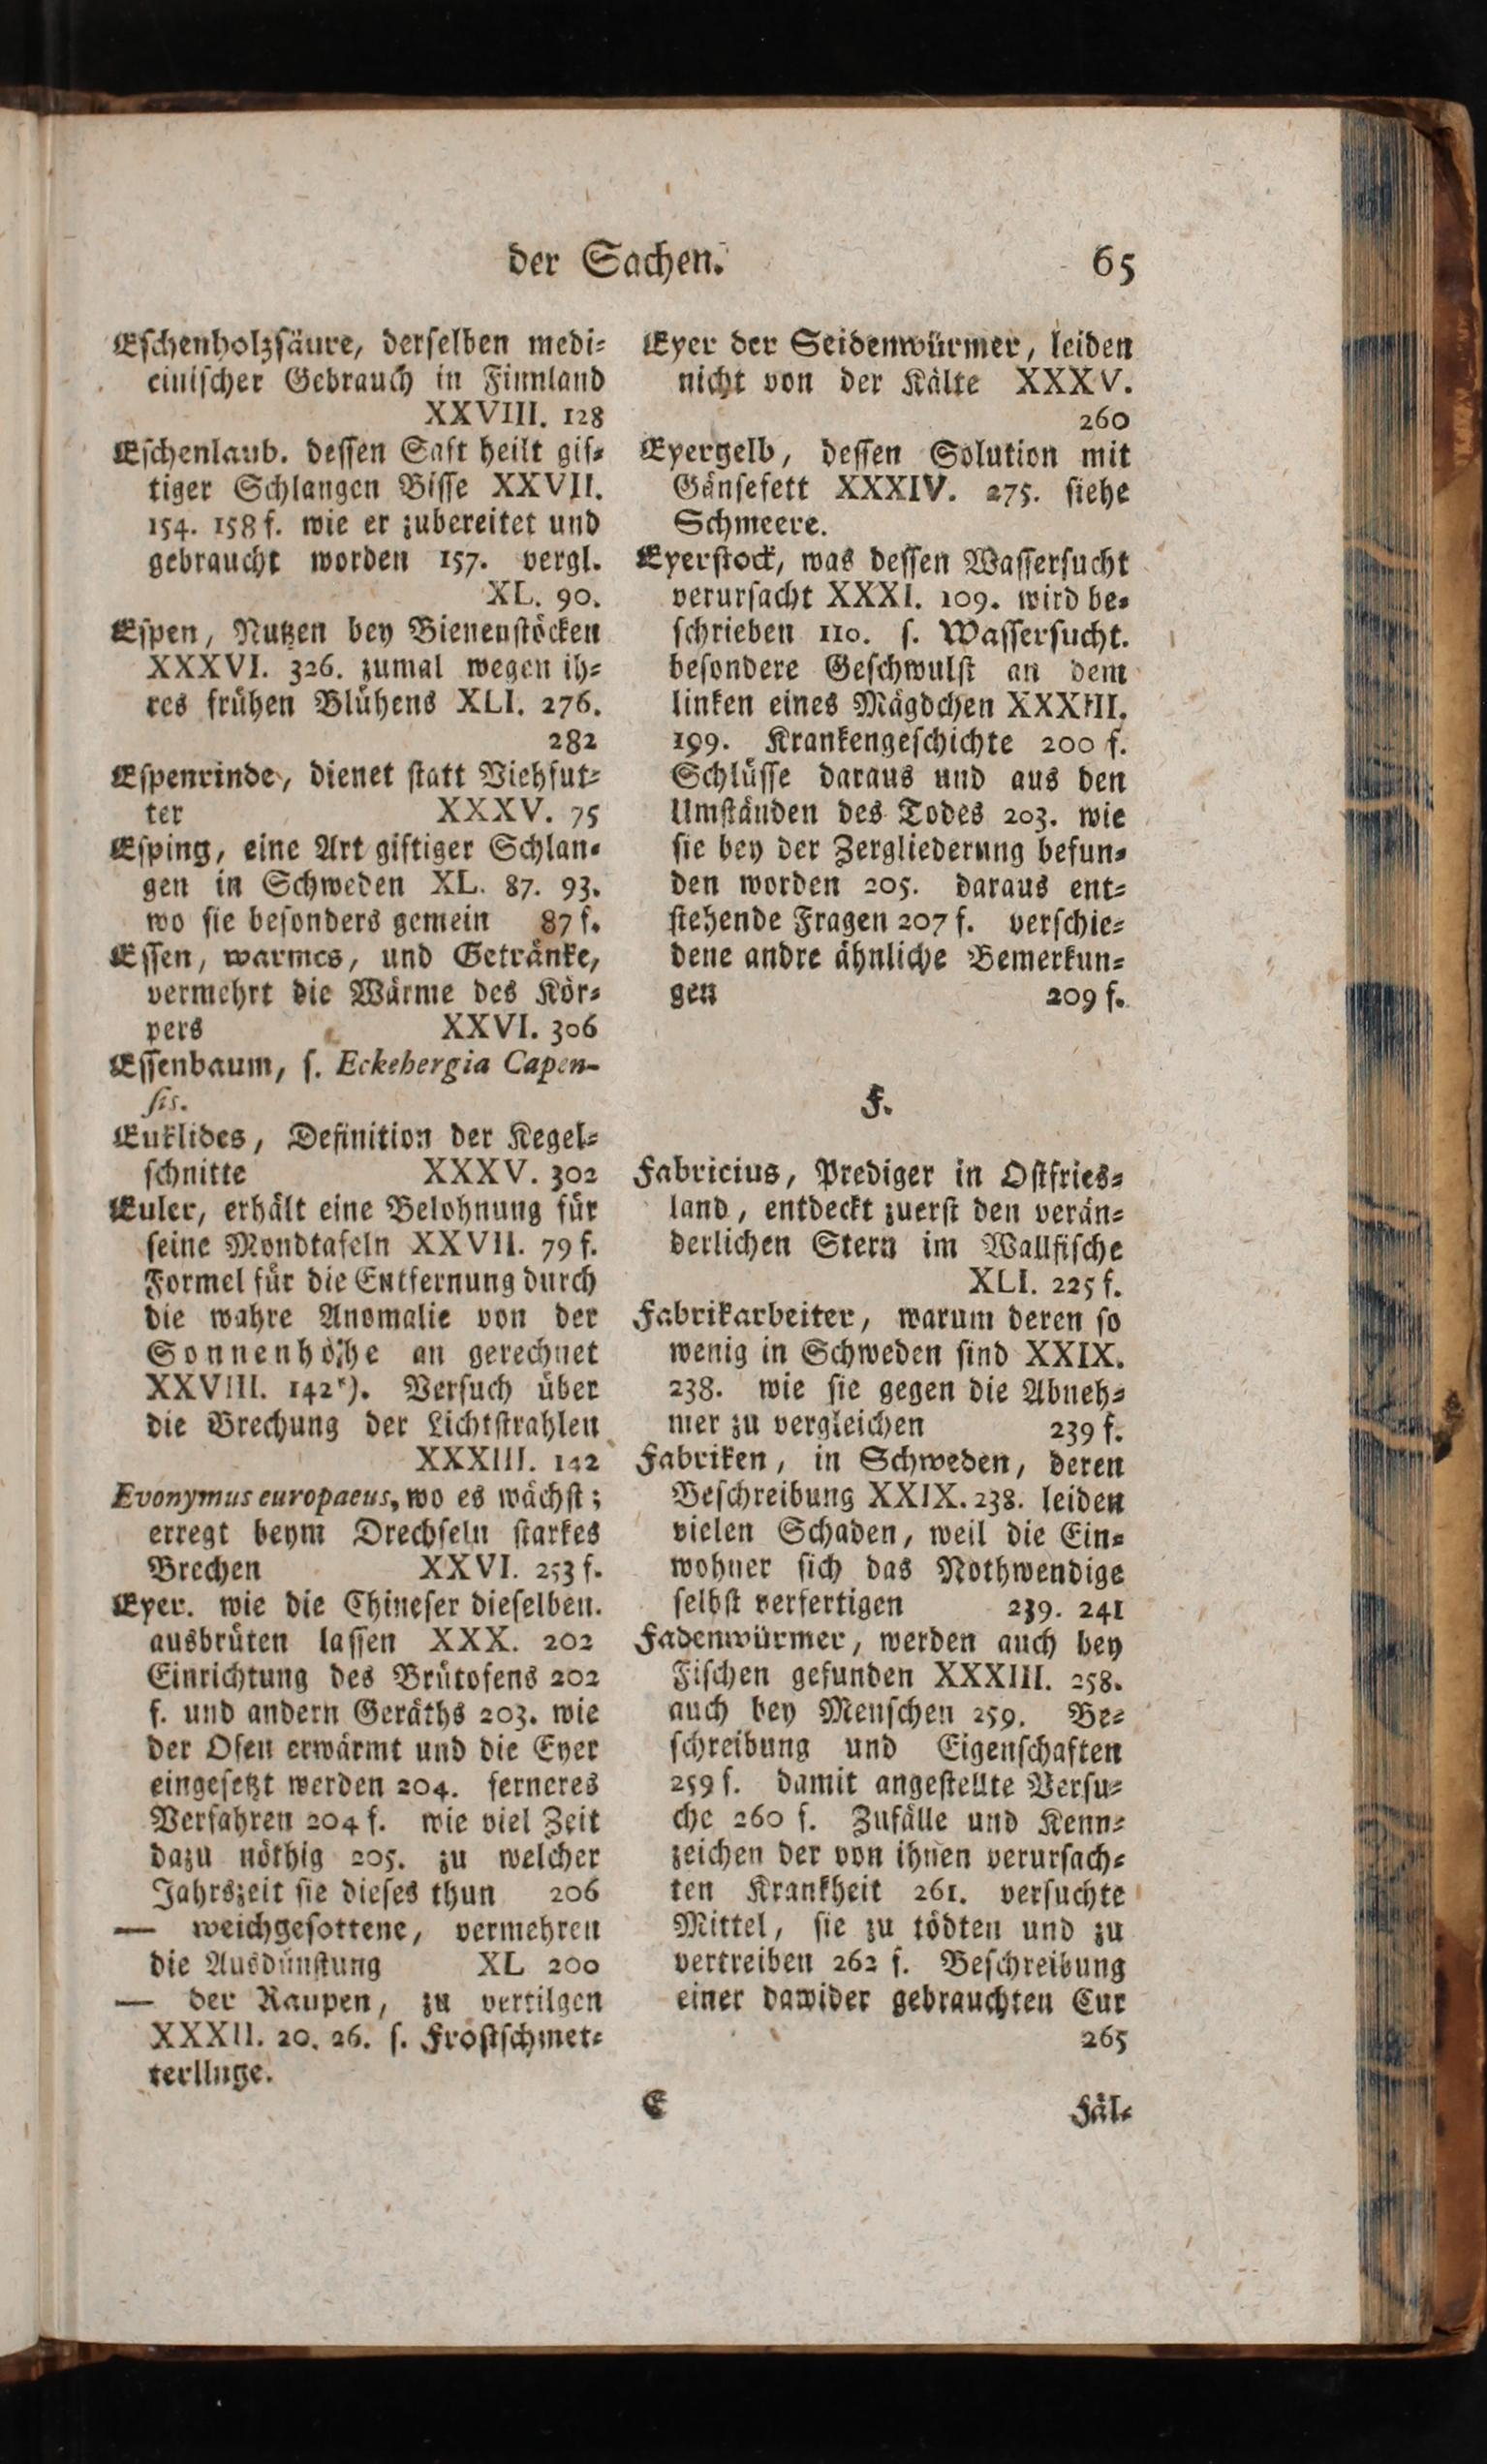 der Sachen.
65
Eſchenholzſäure, derſelben medi-
ciniſcher Gebrauch in Finnland
XXVIII. 128
Eſchenlaub. deſſen Saft heilt gif-
tiger Schlangen Biſſe XXVII.
154. 158 f. wie er zubereitet und
gebraucht worden 157. vergl.
XL. 90.
Eſpen, Nutzen bey Bienenſtöcken
XXXVI. 326. zumal wegen ih-
res frühen Blühens XLI. 276.
282
Eſpenrinde, dienet ſtatt Viehfut-
ter XXXV. 75
Eſping, eine Art giftiger Schlan-
gen in Schweden XL. 87. 93.
wo ſie beſonders gemein 87 f.
Eſſen, warmes, und Getränke,
vermehrt die Wärme des Kör-
pers XXVI. 306
Eſſenbaum, ſ. Eckebergia Capen-
ſis.
Euklides, Definition der Kegel-
ſchnitte XXXV. 302
Euler, erhält eine Belohnung für
ſeine Mondtafeln XXVII. 79 f.
Formel für die Entfernung durch
die wahre Anomalie von der
Sonnenhöhe an gerechnet
XXVIII. 142*). Verſuch über
die Brechung der Lichtſtrahlen
XXXIII. 142
Evonymus europaeus, wo es wächſt;
erregt beym Drechſeln ſtarkes
Brechen XXVI. 253 f.
Eyer. wie die Chineſer dieſelben.
ausbrüten laſſen XXX. 202
Einrichtung des Brütofens 202
f. und andern Geräths 203. wie
der Ofen erwärmt und die Eyer
eingeſetzt werden 204. ferneres
Verfahren 204 f. wie viel Zeit
dazu nöthig 205. zu welcher
Jahrszeit ſie dieſes thun 206
— weichgeſottene, vermehren
die Ausdünſtung XL 200
— der Raupen, zu vertilgen
XXXII. 20. 26. ſ. Froſtſchmet-
terlinge.
Eyer der Seidenwürmer, leiden
nicht von der Kälte XXXV.
260
Eyergelb, deſſen Solution mit
Gänſefett XXXIV. 275. ſiehe
Schmeere.
Eyerſtock, was deſſen Waſſerſucht
verurſacht XXXI. 109. wird be-
ſchrieben 110. ſ. Waſſerſucht.
beſondere Geſchwulſt an dem
linken eines Mägdchen XXXIII.
199. Krankengeſchichte 200 f.
Schlüſſe daraus und aus den
Umſtänden des Todes 203. wie
ſie bey der Zergliederung befun-
den worden 205. daraus ent-
ſtehende Fragen 207 f. verſchie-
dene andre ähnliche Bemerkun-
gen 209 f.
F.
Fabricius, Prediger in Oſtfries-
land, entdeckt zuerſt den verän-
derlichen Stern im Wallfiſche
XLI. 225 f.
Fabrikarbeiter, warum deren ſo
wenig in Schweden ſind XXIX.
238. wie ſie gegen die Abneh-
mer zu vergleichen 239 f.
Fabriken, in Schweden, deren
Beſchreibung XXIX. 238. leiden
vielen Schaden, weil die Ein-
wohner ſich das Nothwendige
ſelbſt verfertigen 239. 241
Fadenwürmer, werden auch bey
Fiſchen gefunden XXXIII. 258.
auch bey Menſchen 259. Be-
ſchreibung und Eigenſchaften
259 f. damit angeſtellte Verſu-
che 260 f. Zufälle und Kenn-
zeichen der von ihnen verurſach-
ten Krankheit 261. verſuchte
Mittel, ſie zu tödten und zu
vertreiben 262 f. Beſchreibung
einer dawider gebrauchten Cur
265
E
Fäl-